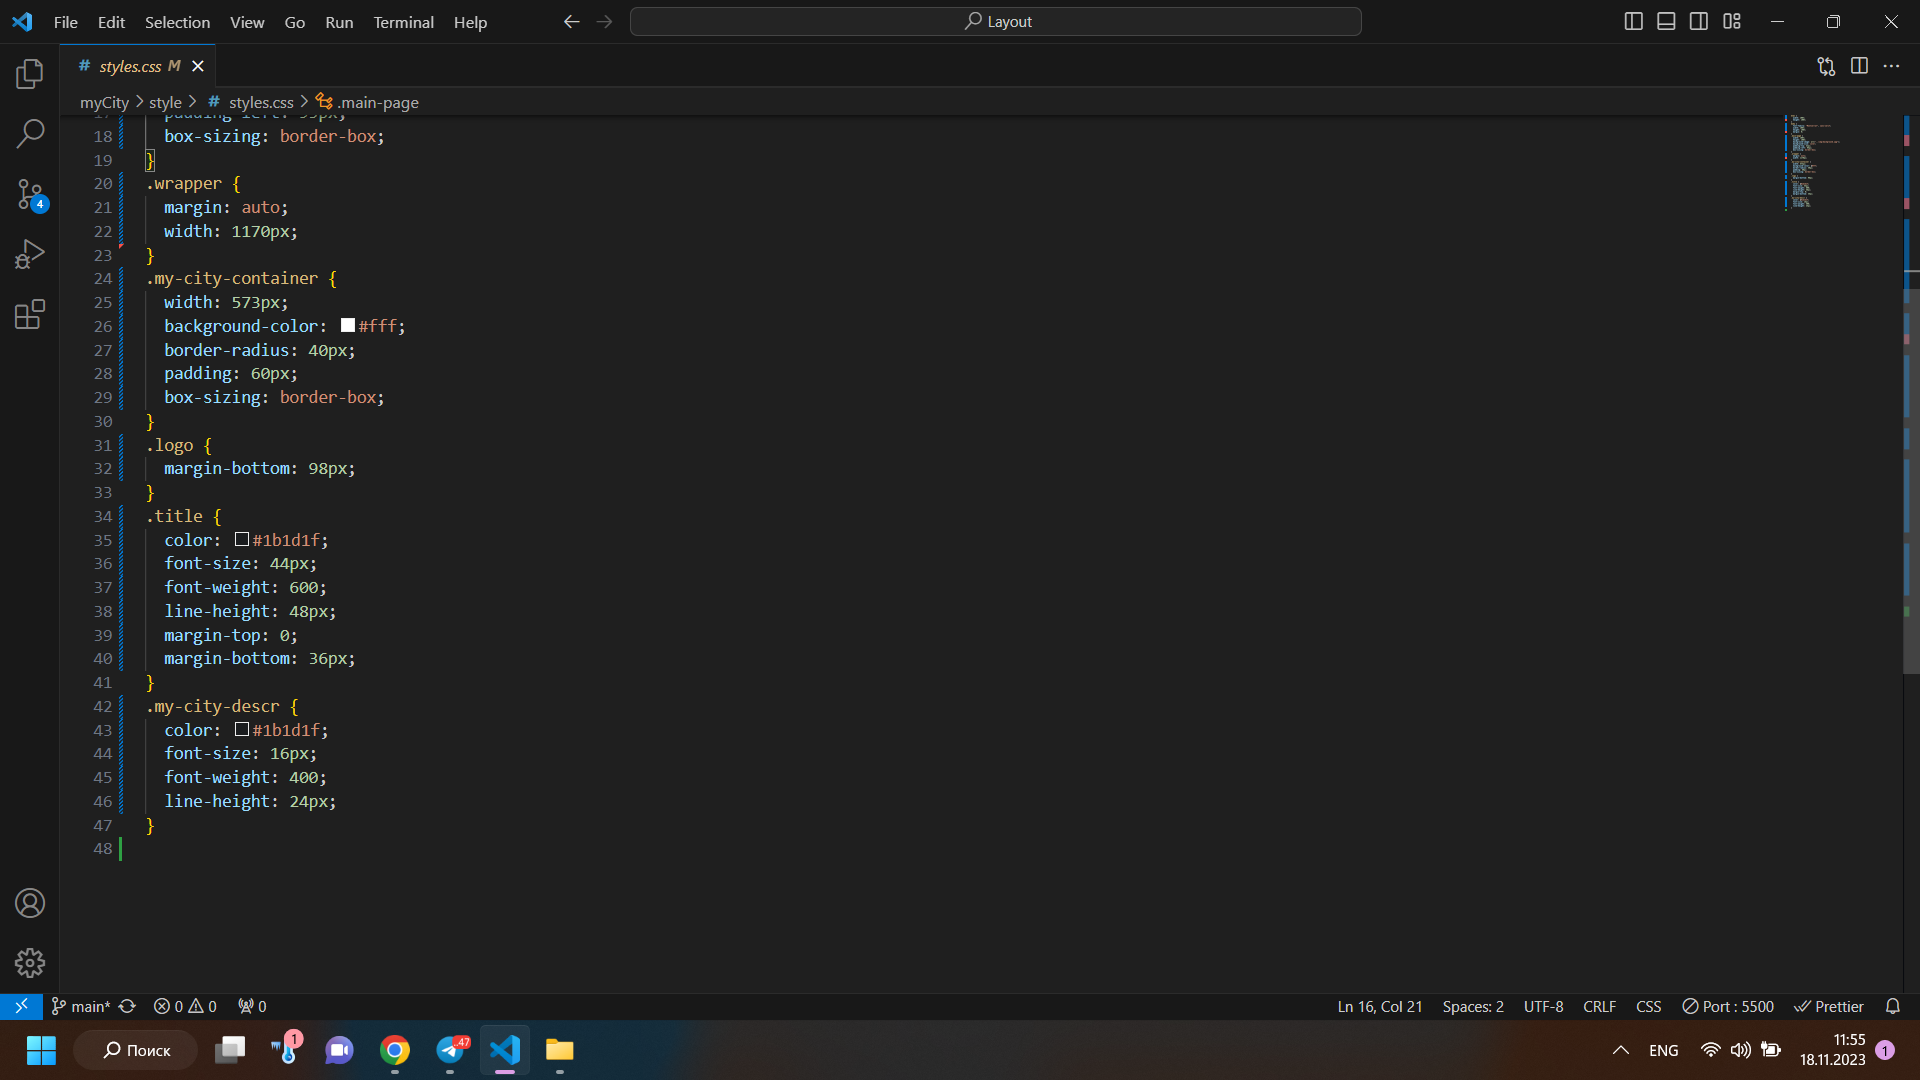 File Edit Selection View Go Run Terminal Help
Layout
# styles.css M
myCity > style > # styles.css > .main-page
17 padding-left: 95px;
18 box-sizing: border-box;
19 }
20 .wrapper {
21 margin: auto;
22 width: 1170px;
23 }
24 .my-city-container {
25 width: 573px;
26 background-color: #fff;
27 border-radius: 40px;
28 padding: 60px;
29 box-sizing: border-box;
30 }
31 .logo {
32 margin-bottom: 98px;
33 }
34 .title {
35 color: #1b1d1f;
36 font-size: 44px;
37 font-weight: 600;
38 line-height: 48px;
39 margin-top: 0;
40 margin-bottom: 36px;
41 }
42 .my-city-descr {
43 color: #1b1d1f;
44 font-size: 16px;
45 font-weight: 400;
46 line-height: 24px;
47 }
48
4
main* 0 0 0
Ln 16, Col 21 Spaces: 2 UTF-8 CRLF CSS Port : 5500 Prettier
Поиск
1
..47
ENG
11:55
18.11.2023
1